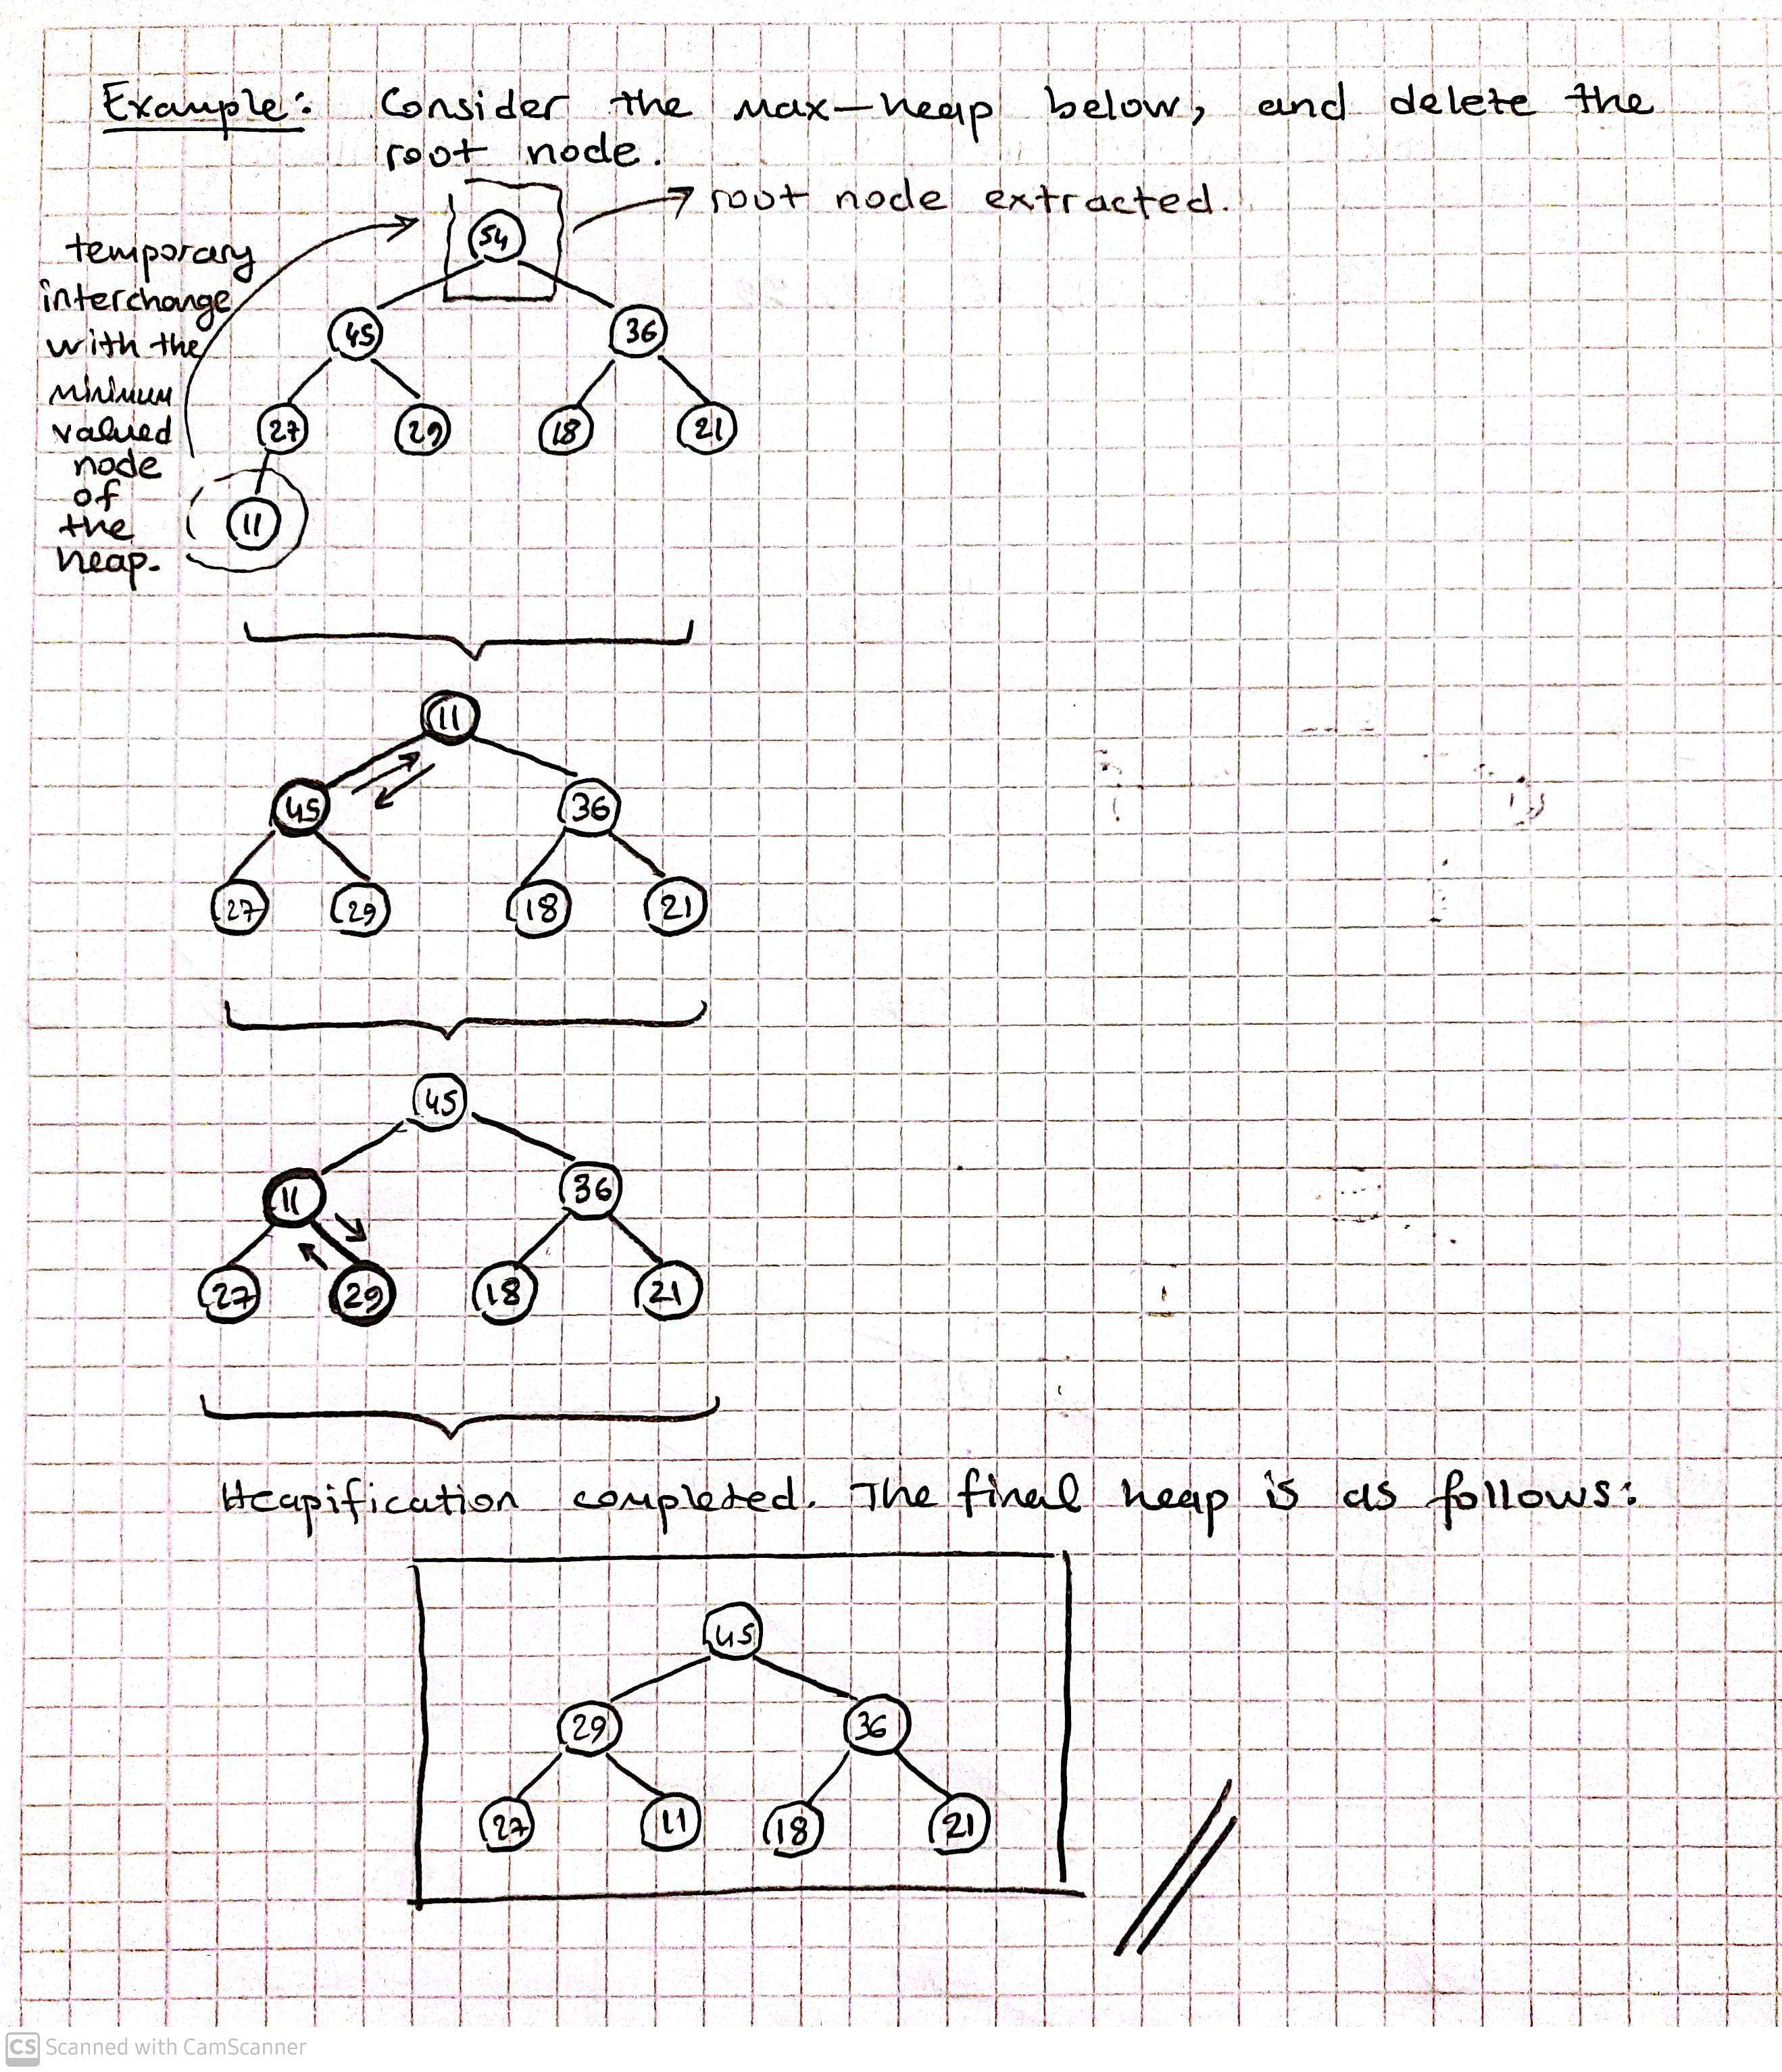 Example: Consider the max-heap below, and delete the
root node.
root node extracted.
temporary
interchange
with the
minimum
valued
node
of
the
heap.
54
45 36
27 29 18 21
11
11
45 36
27 29 18 21
45
11 36
27 29 18 21
Heapification completed. The final heap is as follows:
45
29 36
27 11 18 21
CS Scanned with CamScanner